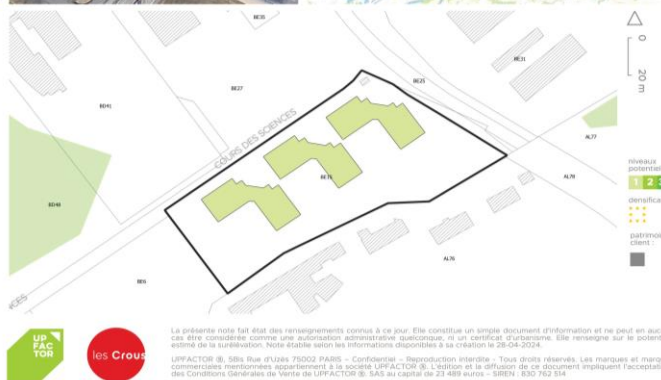 BE35
BE31
BE41
BE27
BE25
COURS DES SCIENCES
AL77
BE48
AL78
0
20 m
niveaux
potentiel
1 2 3
densifica
patrimoi
client :
AL76
BE6
UP
FAC
TOR
les Crous
La présente note fait état des renseignements connus à ce jour. Elle constitue un simple document d'information et ne peut en auc
cas être considérée comme une autorisation administrative quelconque, ni un certificat d'urbanisme. Elle renseigne sur le potent
estimé de la surélévation. Note établie selon les informations disponibles à sa création le 28-04-2024.
UPFACTOR ®, 58is Rue d'Uzès 75002 PARIS – Confidentiel – Reproduction interdite - Tous droits réservés. Les marques et marq
commerciales mentionnées appartiennent à la société UPFACTOR ®. L'édition et la diffusion de ce document impliquent l'acceptat
des Conditions Générales de Vente de UPFACTOR ®. SAS au capital de 23 489 euros - SIREN : 830 762 514